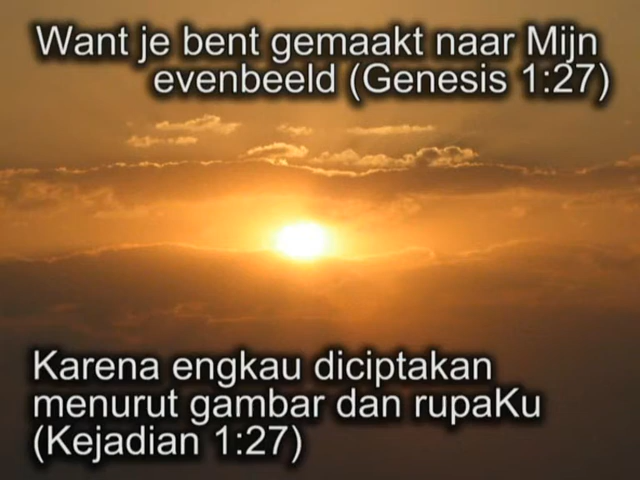 Want je bent gemaakt naar Mijn
evenbeeld (Genesis 1:27)
Karena engkau diciptakan
menurut gambar dan rupaKu
(Kejadian 1:27)